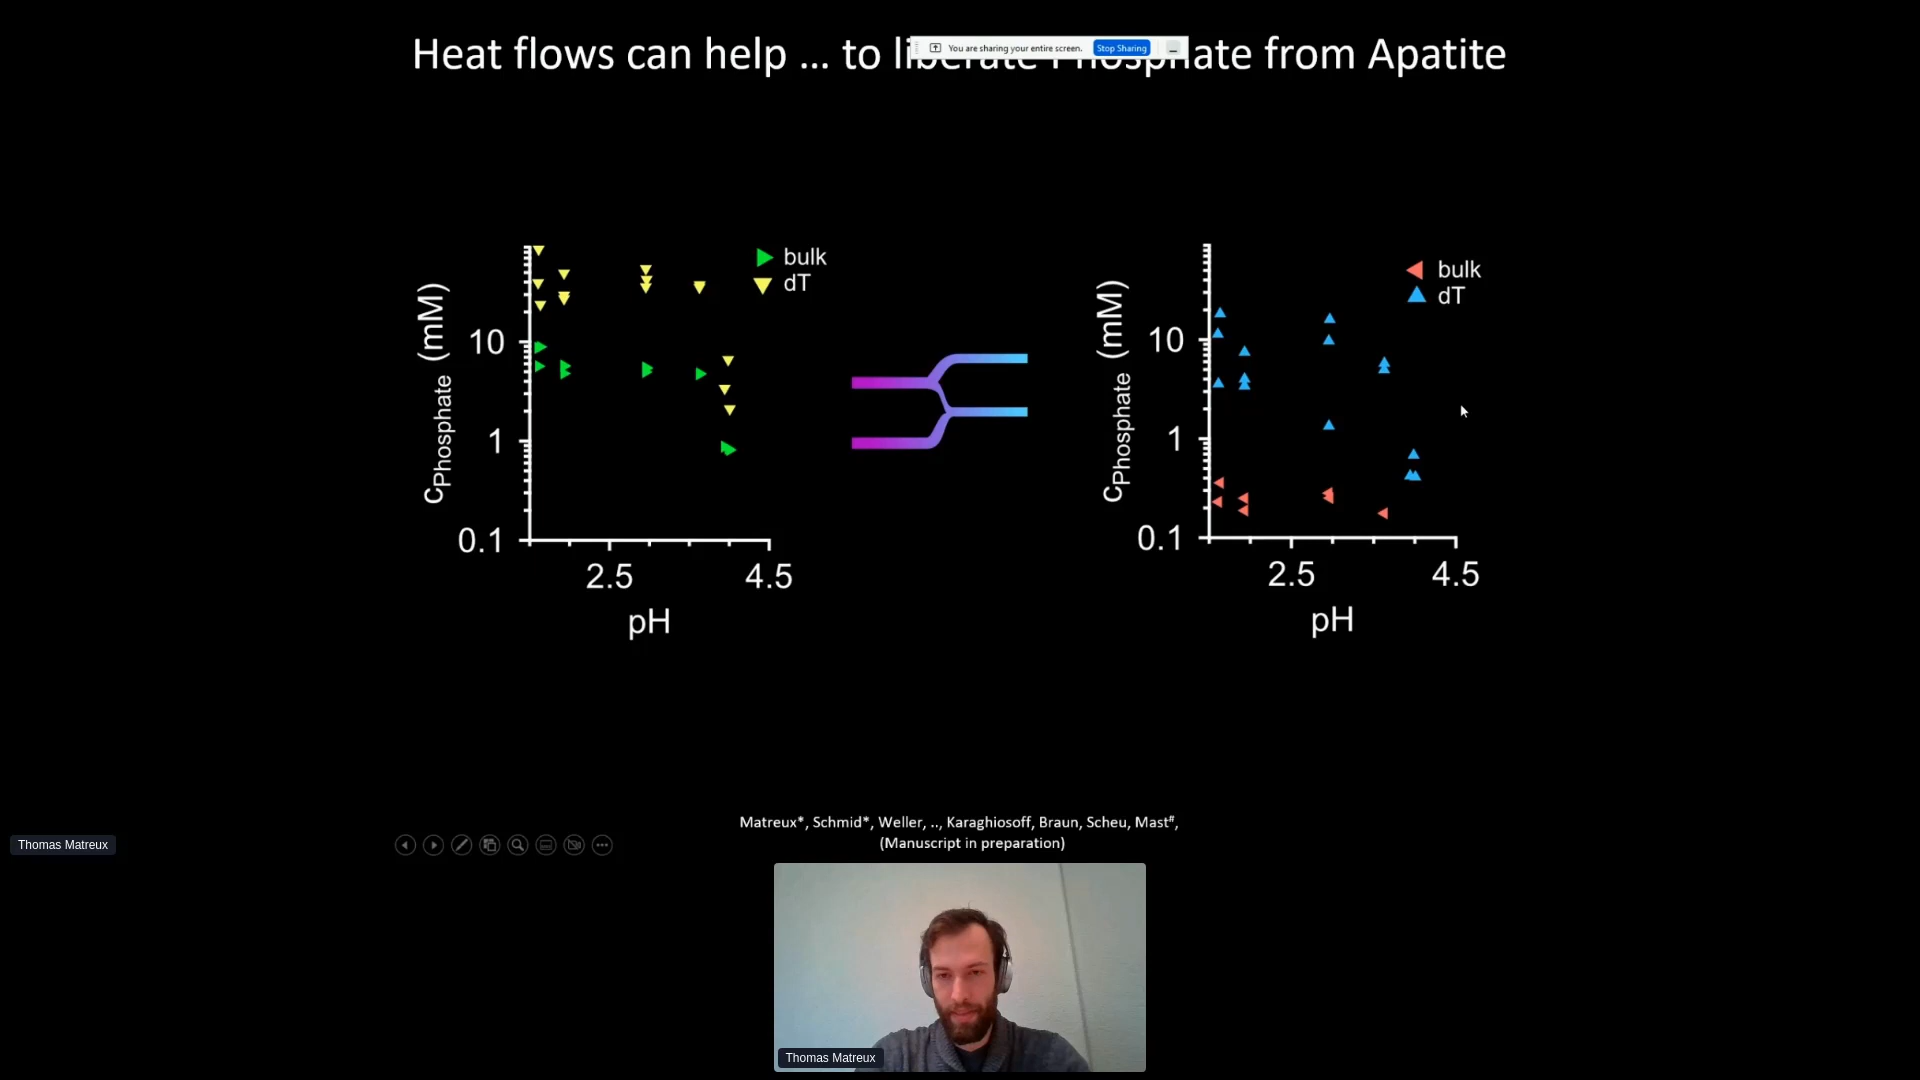 Heat flows can help ... to liberate Phosphate from Apatite
You are sharing your entire screen.
Stop Sharing
bulk
dT
cPhosphate (mM)
10
1
0.1
2.5
4.5
pH
bulk
dT
cPhosphate (mM)
10
1
0.1
2.5
4.5
pH
Matreux*, Schmid*, Weller, .., Karaghiosoff, Braun, Scheu, Mast#,
(Manuscript in preparation)
Thomas Matreux
Thomas Matreux